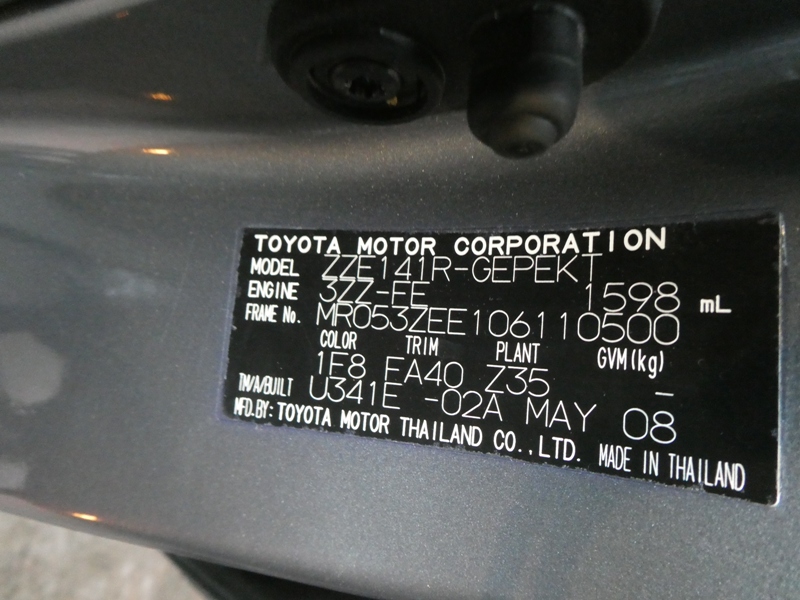 TOYOTA MOTOR CORPORATION
MODEL ZZE141R-GEPEKT
ENGINE 3ZZ-FE 1598 mL
FRAME No. MR053ZEE106110500
COLOR TRIM PLANT GVM(kg)
1F8 FA40 Z35 –
TM/A/BUILT U341E -02A MAY 08
MFD.BY: TOYOTA MOTOR THAILAND CO.,LTD. MADE IN THAILAND